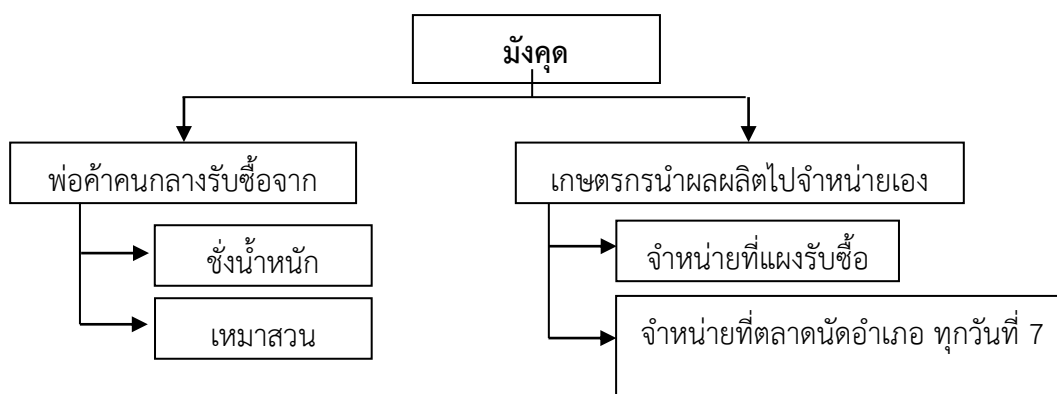 มังคุด
พ่อค้าคนกลางรับซื้อจาก
เกษตรกรนำผลผลิตไปจำหน่ายเอง
ชั่งน้ำหนัก
จำหน่ายที่แผงรับซื้อ
เหมาสวน
จำหน่ายที่ตลาดนัดอำเภอ ทุกวันที่ 7